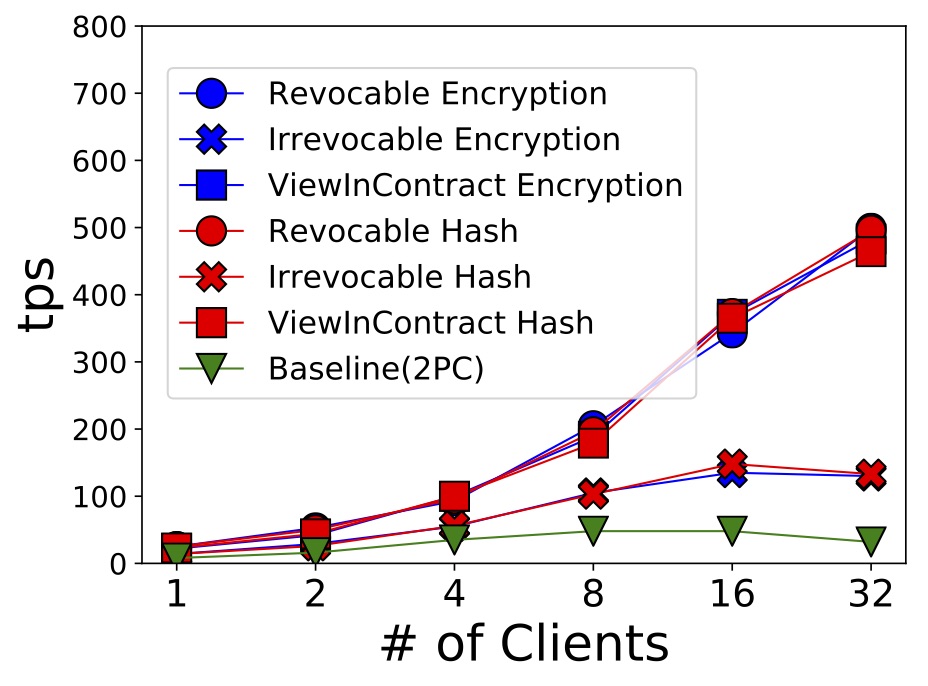 800
700
600
500
400
300
200
100
0
tps
Revocable Encryption
Irrevocable Encryption
ViewInContract Encryption
Revocable Hash
Irrevocable Hash
ViewInContract Hash
Baseline(2PC)
1 2 4 8 16 32
# of Clients